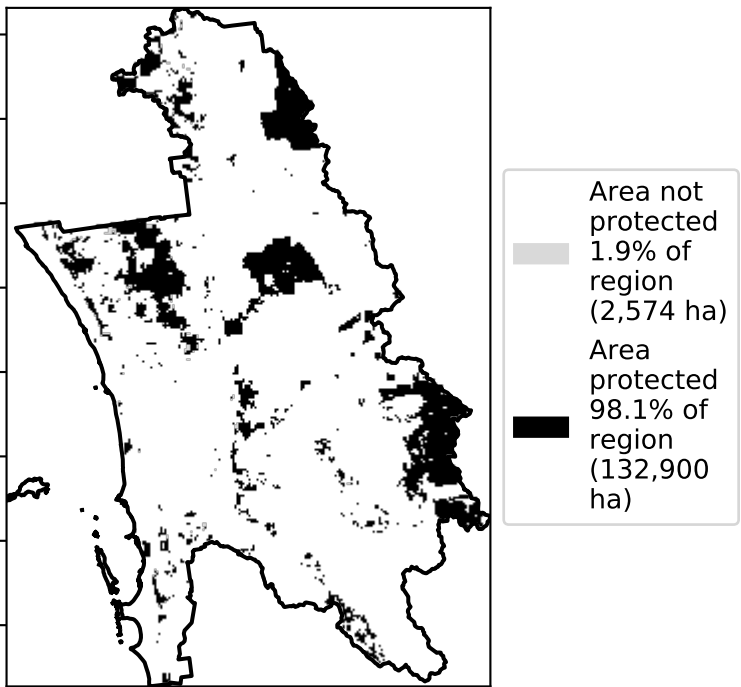 Area not
protected
1.9% of
region
(2,574 ha)
Area
protected
98.1% of
region
(132,900
ha)